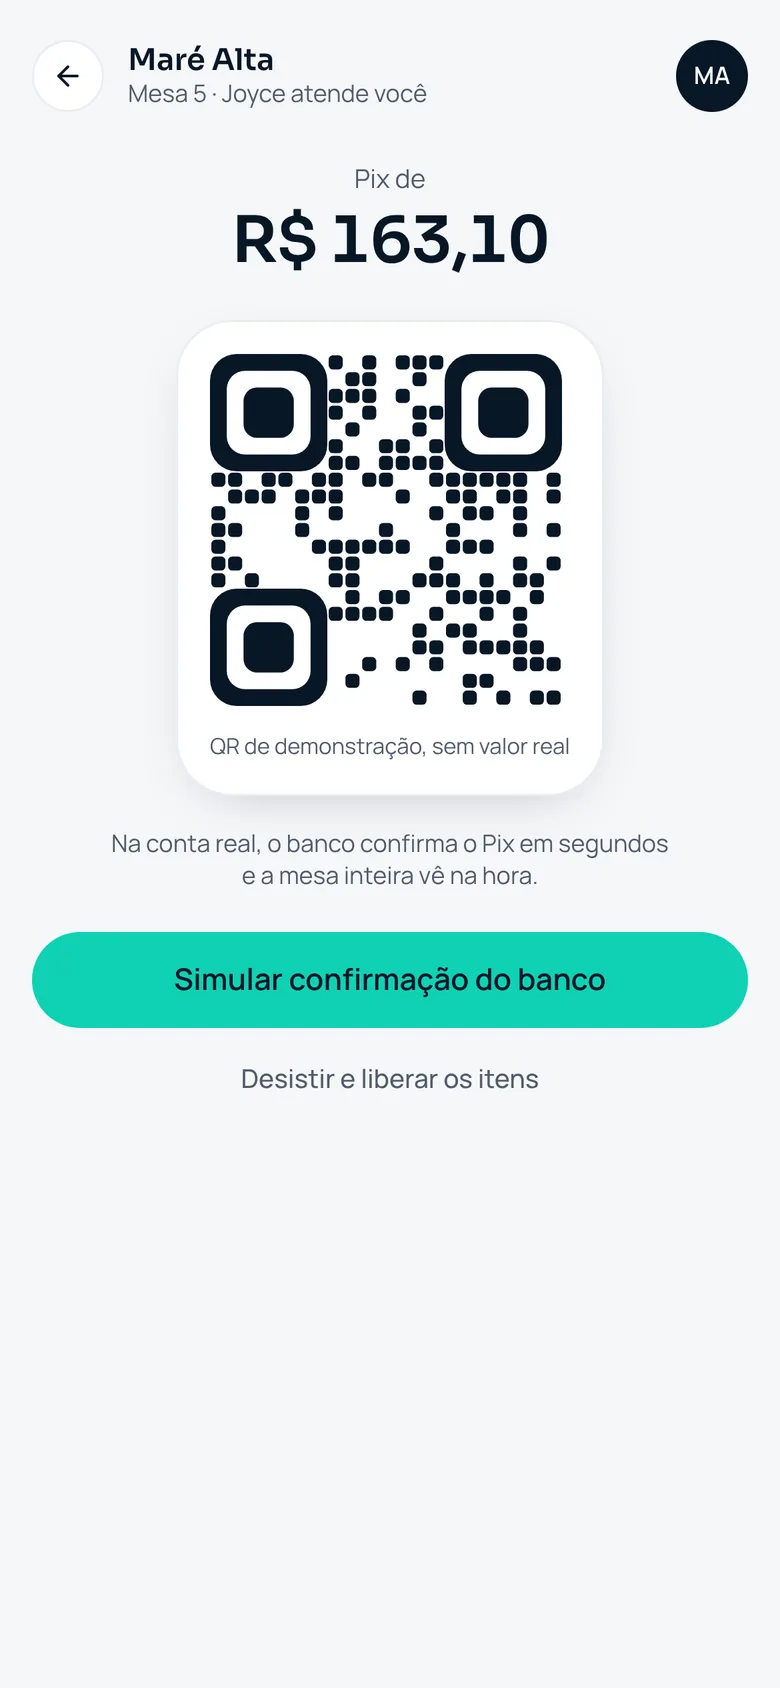 Maré Alta
Mesa 5 · Joyce atende você
MA
Pix de
R$ 163,10
QR de demonstração, sem valor real
Na conta real, o banco confirma o Pix em segundos
e a mesa inteira vê na hora.
Simular confirmação do banco
Desistir e liberar os itens